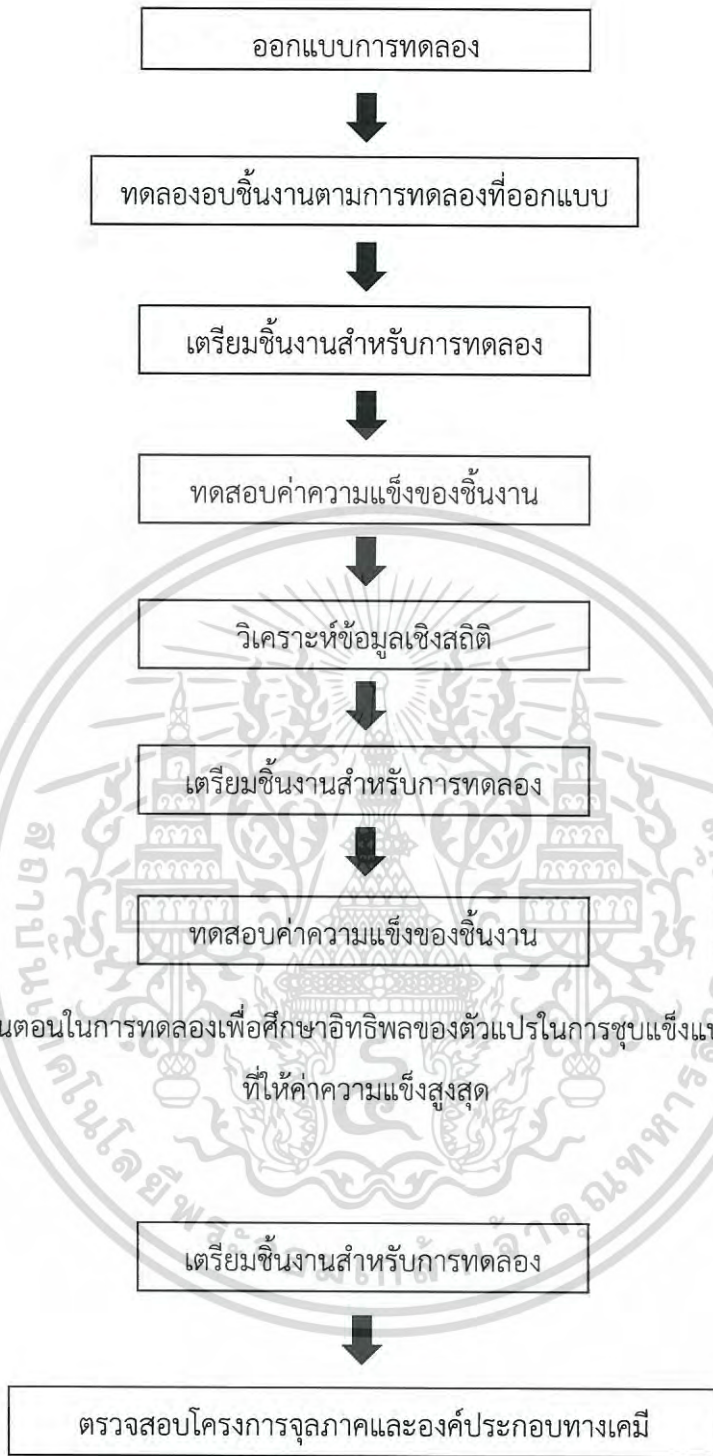 ออกแบบการทดลอง
ทดลองอบชิ้นงานตามการทดลองที่ออกแบบ
เตรียมชิ้นงานสำหรับการทดลอง
ทดสอบค่าความแข็งของชิ้นงาน
วิเคราะห์ข้อมูลเชิงสถิติ
เตรียมชิ้นงานสำหรับการทดลอง
ทดสอบค่าความแข็งของชิ้นงาน
นตอนในการทดลองเพื่อศึกษาอิทธิพลของตัวแปรในการชุบแข็งแ
ที่ให้ค่าความแข็งสูงสุด
เตรียมชิ้นงานสำหรับการทดลอง
ตรวจสอบโครงการจุลภาคและองค์ประกอบทางเคมี